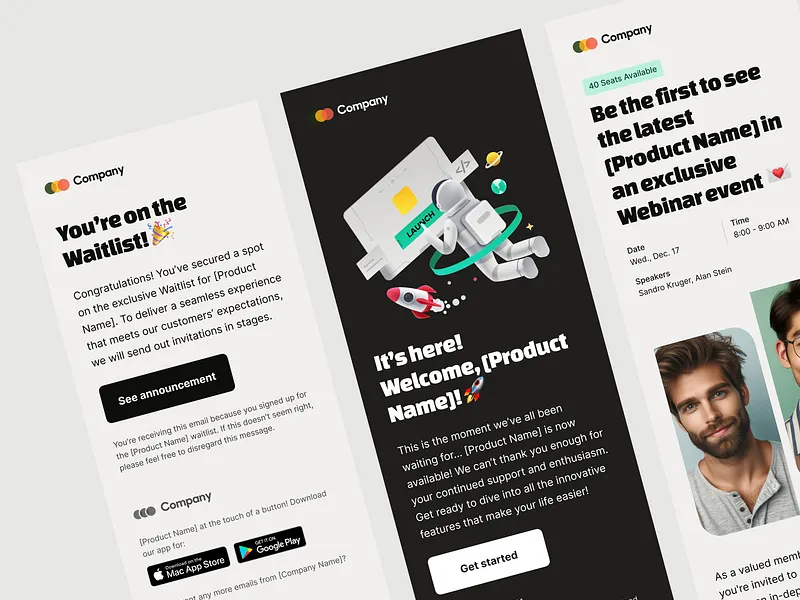 Company
You're on the
Waitlist! 🎉
Congratulations! You've secured a spot
on the exclusive Waitlist for [Product
Name]. To deliver a seamless experience
that meets our customers' expectations,
we will send out invitations in stages.
See announcement
You're receiving this email because you signed up for
the [Product Name] waitlist. If this doesn't seem right,
please feel free to disregard this message.
Company
[Product Name] at the touch of a button! Download
our app for:
Download on the
Mac App Store
GET IT ON
Google Play
any more emails from [Company Name]?
Company
</>
LAUNCH
It's here!
Welcome, [Product
Name]! 🚀
This is the moment we've all been
waiting for... [Product Name] is now
available! We can't thank you enough for
your continued support and enthusiasm.
Get ready to dive into all the innovative
features that make your life easier!
Get started
Company
40 Seats Available
Be the first to see
the latest
[Product Name] in
an exclusive
Webinar event 💌
Date
Wed., Dec. 17
Time
8:00 - 9:00 AM
Speakers
Sandro Kruger, Alan Stein
As a valued
you're invited to